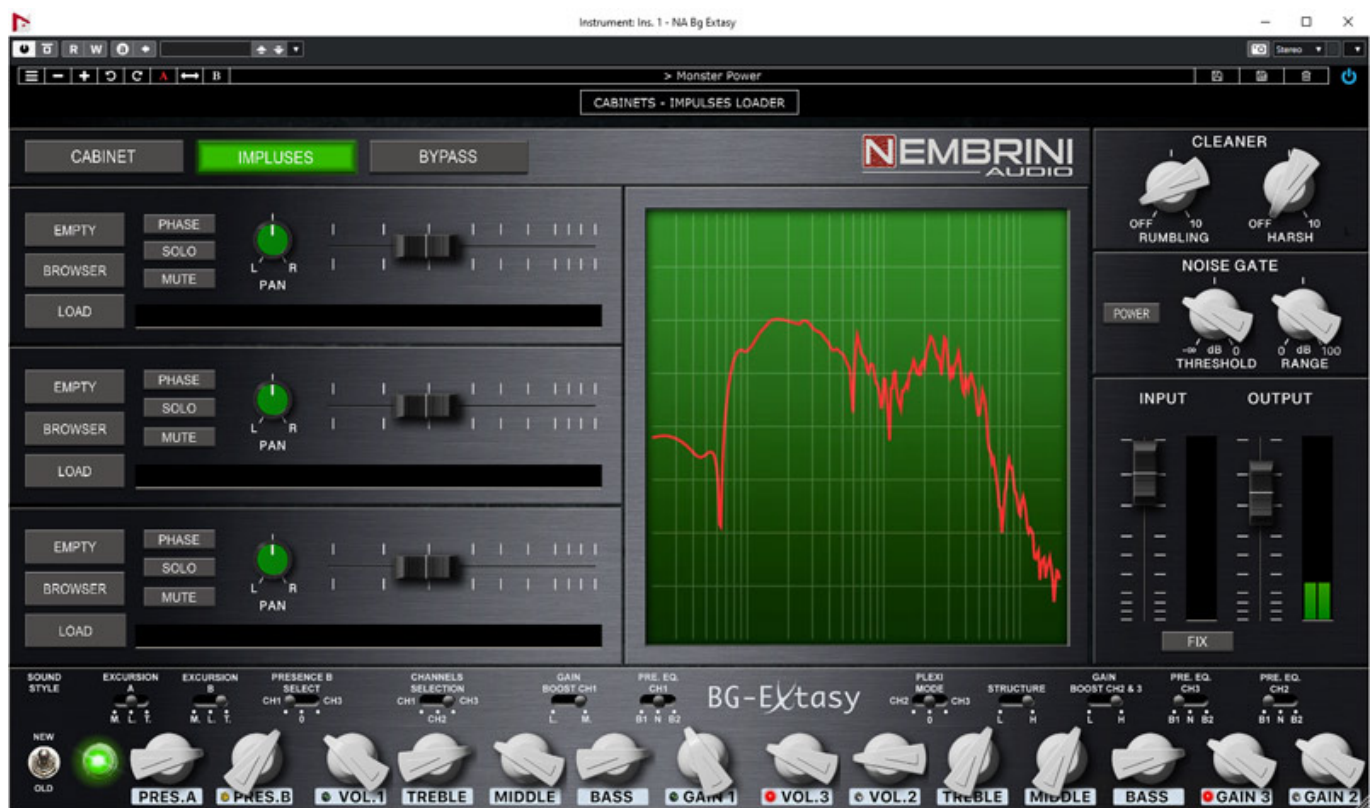 Instrument: Ins. 1 - NA Bg Extasy
R W Stereo
A B > Monster Power
CABINETS - IMPULSES LOADER
CABINET IMPLUSES BYPASS
NEMBRINI
AUDIO
CLEANER
OFF 10 OFF 10
RUMBLING HARSH
EMPTY PHASE
SOLO
BROWSER L R
MUTE PAN
LOAD
NOISE GATE
POWER
-∞ dB 0 0 dB 100
THRESHOLD RANGE
EMPTY PHASE
SOLO
BROWSER L R
MUTE PAN
LOAD
INPUT OUTPUT
EMPTY PHASE
SOLO
BROWSER L R
MUTE PAN
LOAD
FIX
SOUND STYLE
NEW
OLD
EXCURSION A
M. L. T.
EXCURSION B
M. L. T.
PRESENCE B SELECT
CH1 CH3
0
CHANNELS SELECTION
CH1 CH3
CH2
GAIN BOOST CH1
L. M.
PRE. EQ. CH1
B1 N B2
BG-EXtasy
PLEXI MODE
CH2 CH3
0
STRUCTURE
L H
GAIN BOOST CH2 & 3
L H
PRE. EQ. CH3
B1 N B2
PRE. EQ. CH2
B1 N B2
PRES.A PRES.B VOL.1 TREBLE MIDDLE BASS GAIN 1 VOL.3 VOL.2 TREBLE MIDDLE BASS GAIN 3 GAIN 2